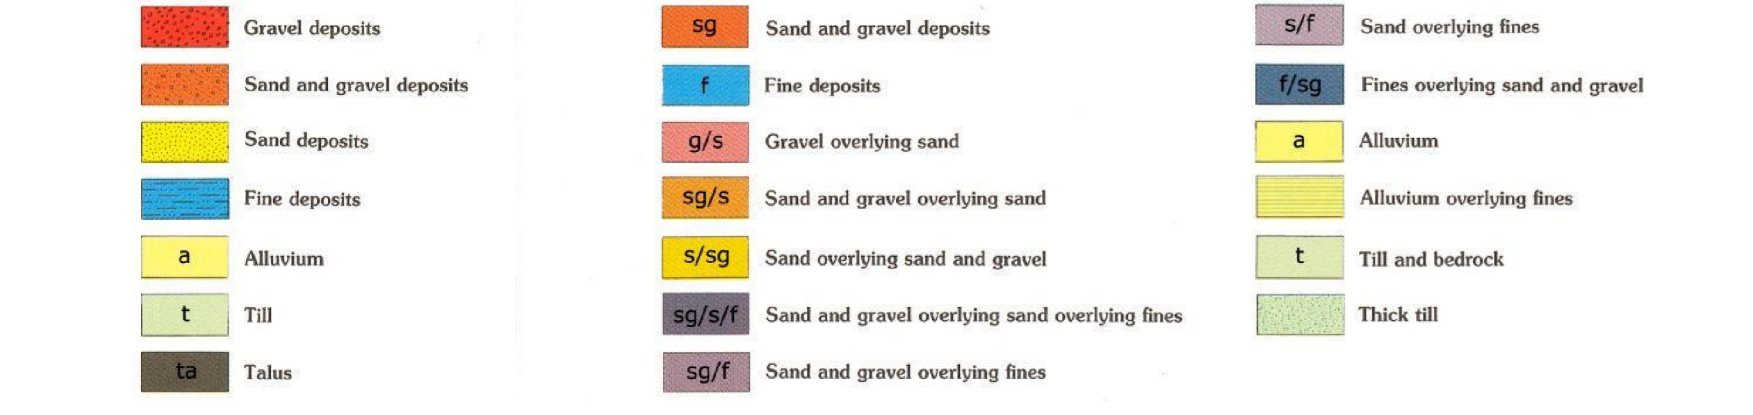 Gravel deposits
Sand and gravel deposits
Sand deposits
Fine deposits
a Alluvium
t Till
ta Talus
sg Sand and gravel deposits
f Fine deposits
g/s Gravel overlying sand
sg/s Sand and gravel overlying sand
s/sg Sand overlying sand and gravel
sg/s/f Sand and gravel overlying sand overlying fines
sg/f Sand and gravel overlying fines
s/f Sand overlying fines
f/sg Fines overlying sand and gravel
a Alluvium
Alluvium overlying fines
t Till and bedrock
Thick till